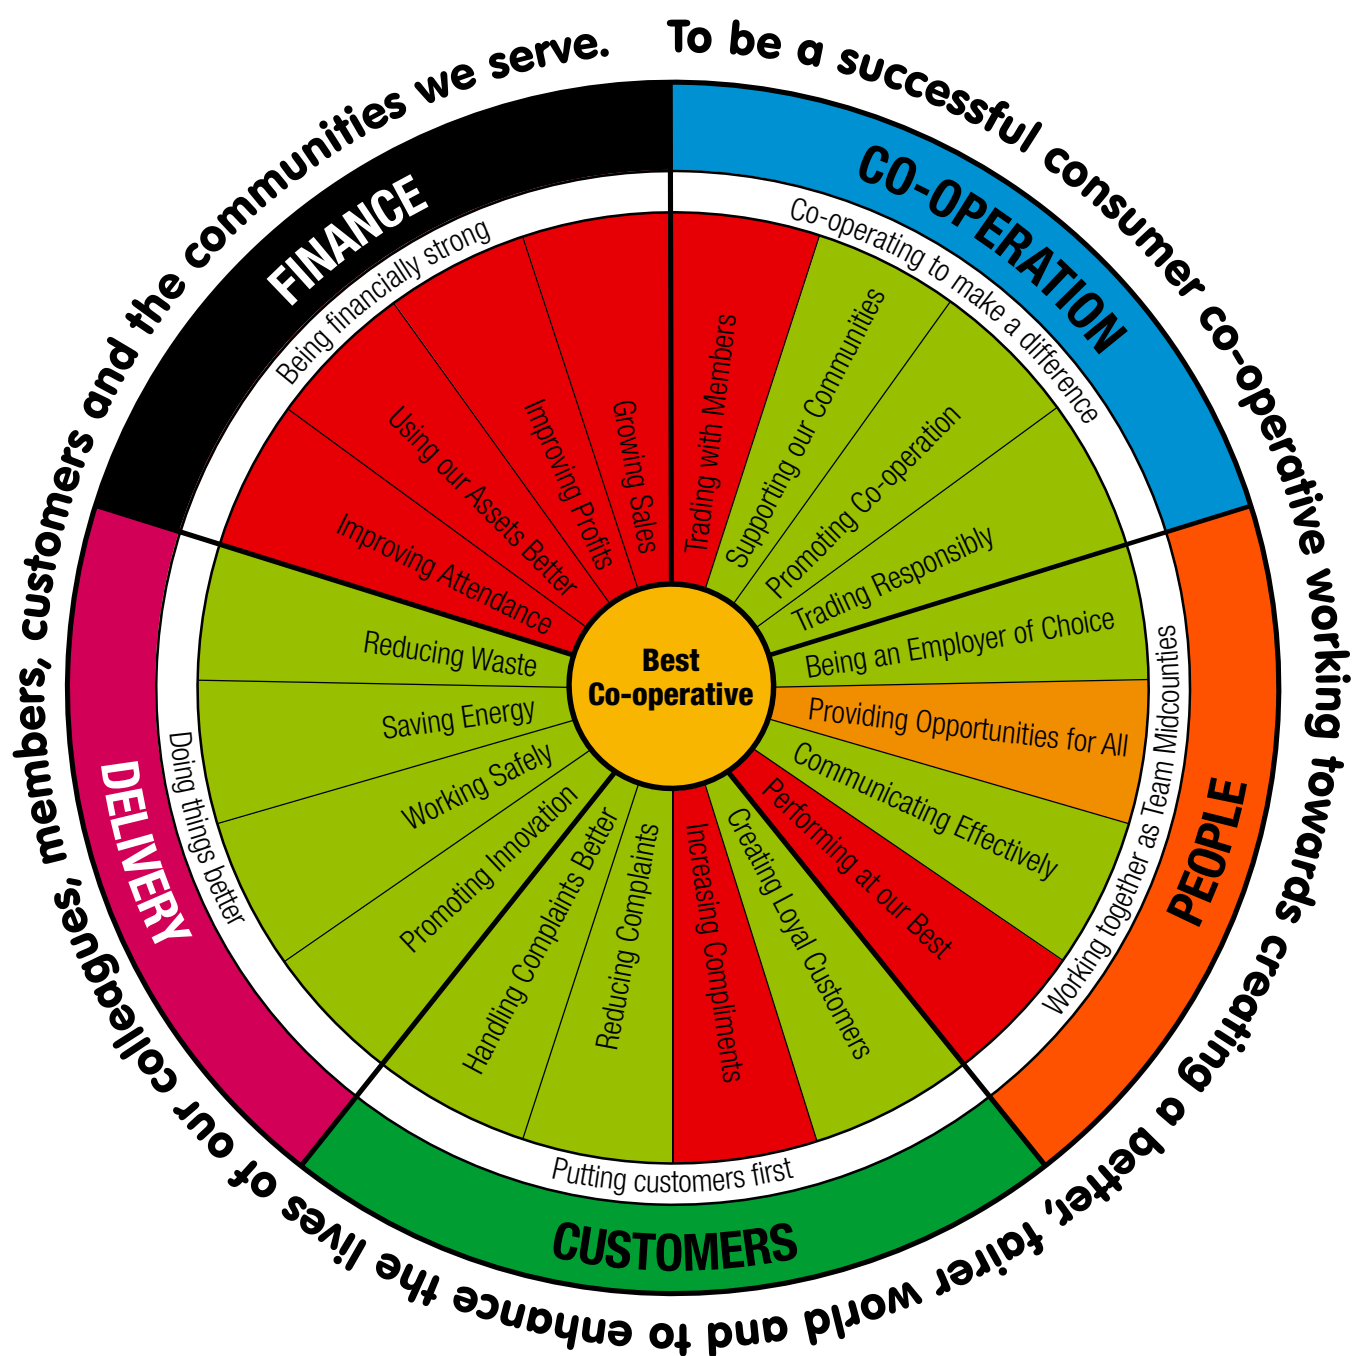 To be a successful consumer co-operative working towards creating a better, fairer world and to enhance the lives of our colleagues, members, customers and the communities we serve.
CO-OPERATION
Co-operating to make a difference
Trading with Members
Supporting our Communities
Promoting Co-operation
Trading Responsibly
PEOPLE
Working together as Team Midcounties
Being an Employer of Choice
Providing Opportunities for All
Communicating Effectively
Performing at our Best
CUSTOMERS
Putting customers first
Creating Loyal Customers
Increasing Compliments
Reducing Complaints
Handling Complaints Better
DELIVERY
Doing things better
Promoting Innovation
Working Safely
Saving Energy
Reducing Waste
FINANCE
Being financially strong
Improving Attendance
Using our Assets Better
Improving Profits
Growing Sales
Best
Co-operative